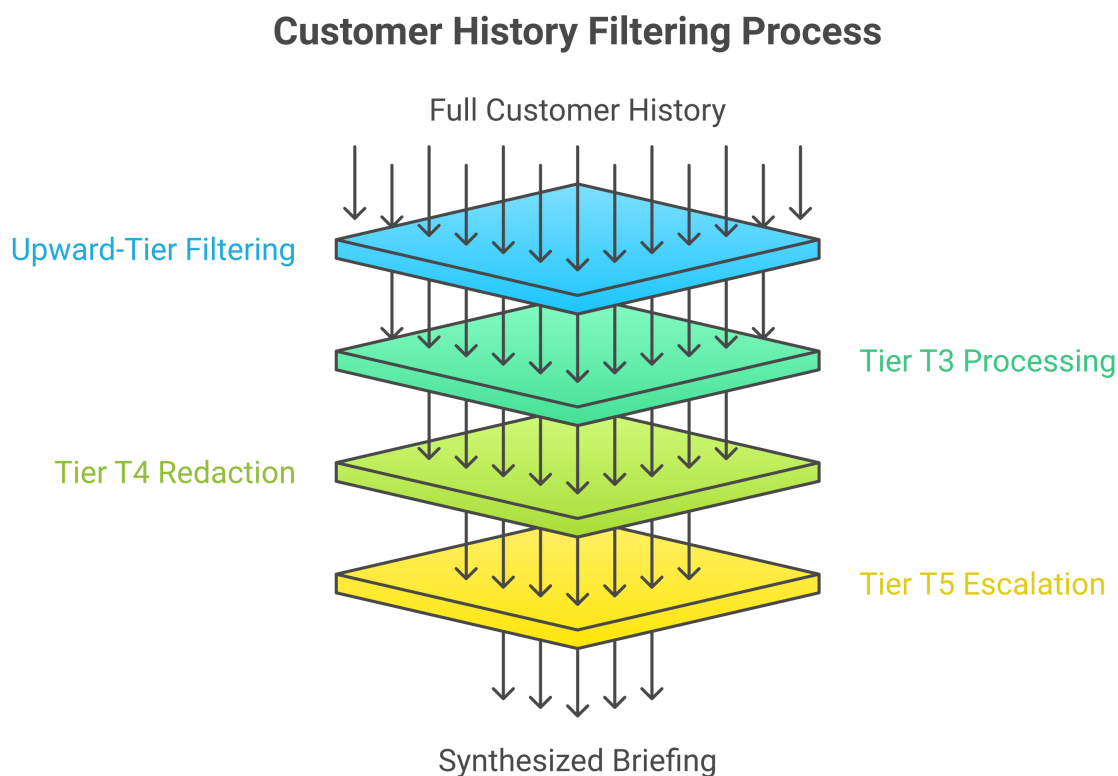 Customer History Filtering Process
Full Customer History
Upward-Tier Filtering
Tier T3 Processing
Tier T4 Redaction
Tier T5 Escalation
Synthesized Briefing